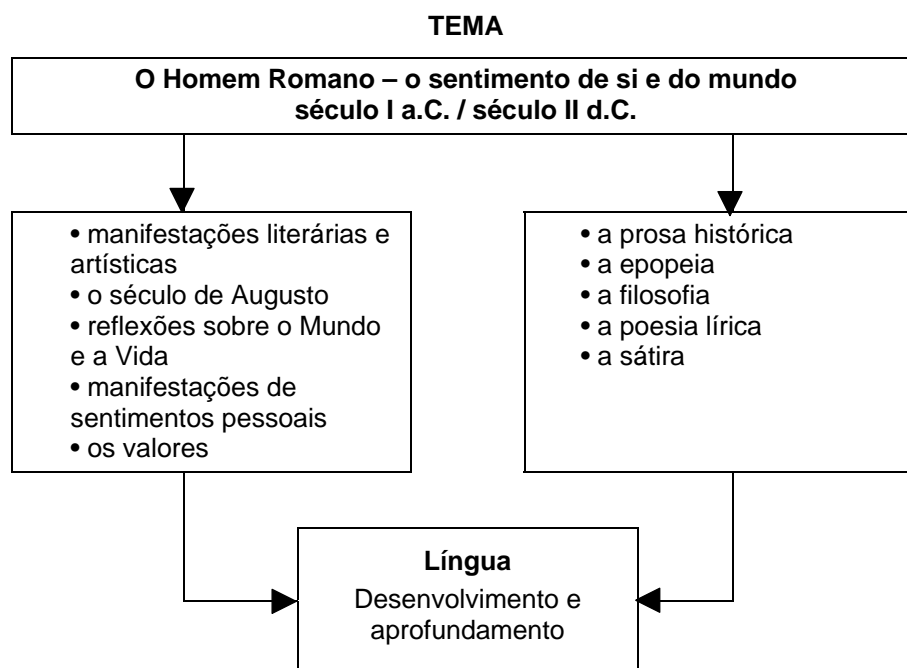 TEMA
O Homem Romano – o sentimento de si e do mundo
século I a.C. / século II d.C.
• manifestações literárias e
artísticas
• o século de Augusto
• reflexões sobre o Mundo
e a Vida
• manifestações de
sentimentos pessoais
• os valores
• a prosa histórica
• a epopeia
• a filosofia
• a poesia lírica
• a sátira
Língua
Desenvolvimento e
aprofundamento